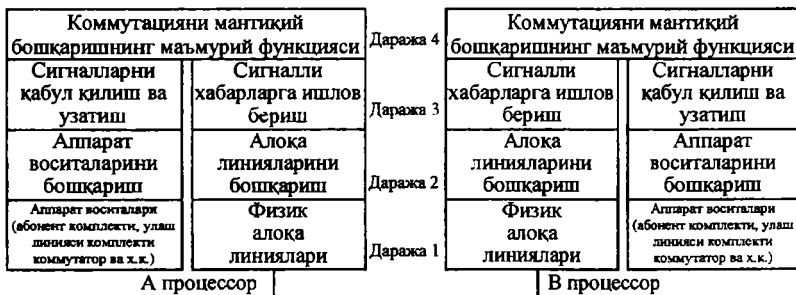 Коммутацияни мантиқий
бошқаришнинг маъмурий функцияси
Даража 4
Коммутацияни мантиқий
бошқаришнинг маъмурий функцияси
Сигналларни
қабул қилиш ва
узатиш
Сигналли
хабарларга ишлов
бериш
Даража 3
Сигналли
хабарларга ишлов
бериш
Сигналларни
қабул қилиш ва
узатиш
Аппарат
воситаларини
бошқариш
Алоқа
линияларини
бошқариш
Даража 2
Алоқа
линияларини
бошқариш
Аппарат
воситаларини
бошқариш
Аппарат воситалари
(абонент комплекти, улаш
линияси комплекти
коммутатор ва х.к.)
Физик
алоқа
линиялари
Даража 1
Физик
алоқа
линиялари
Аппарат воситалари
(абонент комплекти, улаш
линияси комплекти
коммутатор ва х.к.)
А процессор
В процессор